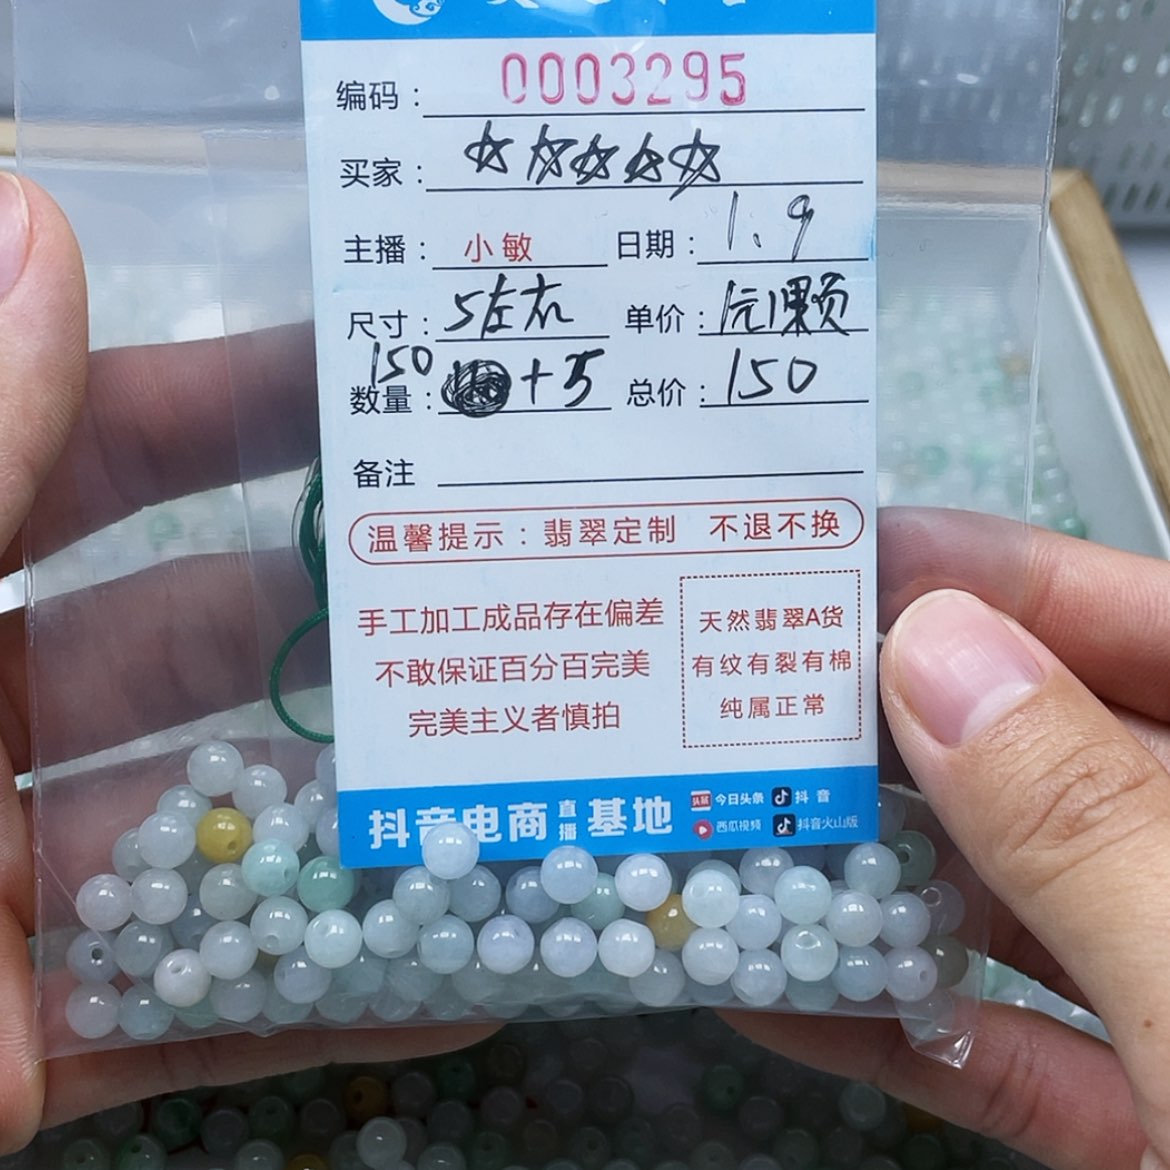 编码： 0003295
买家： ☆☆☆☆☆
主播： 小敏 日期： 1.9
尺寸： 5左右 单价： 1元1颗
150
数量： +5 总价： 150
备注
温馨提示：翡翠定制 不退不换
手工加工成品存在偏差
不敢保证百分百完美
完美主义者慎拍
天然翡翠A货
有纹有裂有棉
纯属正常
抖音电商直播基地
头条 今日头条 抖音
西瓜视频 抖音火山版